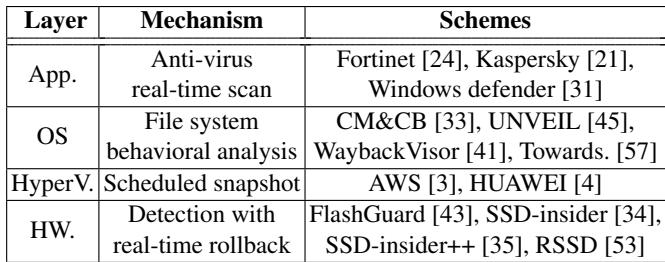 Layer Mechanism Schemes
App. Anti-virus real-time scan Fortinet [24], Kaspersky [21], Windows defender [31]
OS File system behavioral analysis CM&CB [33], UNVEIL [45], WaybackVisor [41], Towards. [57]
HyperV. Scheduled snapshot AWS [3], HUAWEI [4]
HW. Detection with real-time rollback FlashGuard [43], SSD-insider [34], SSD-insider++ [35], RSSD [53]